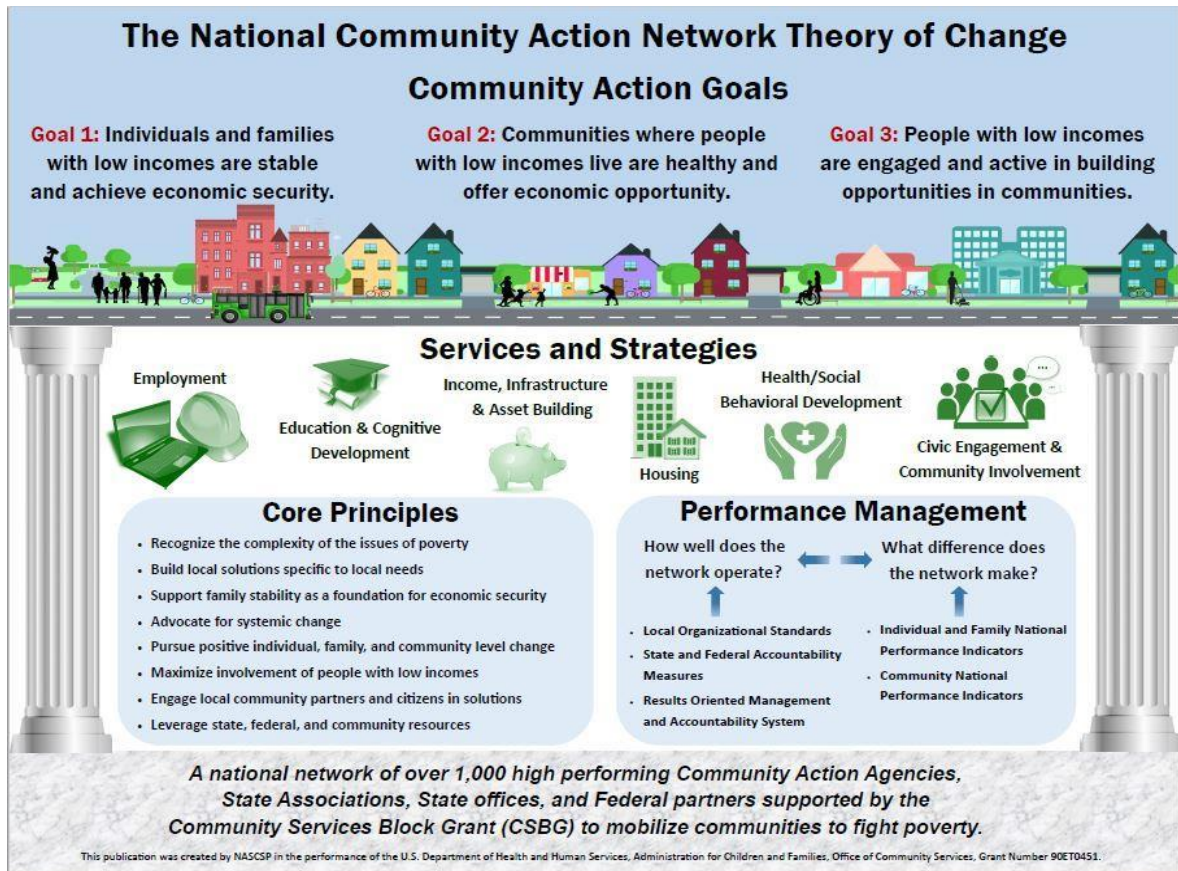 The National Community Action Network Theory of Change
Community Action Goals
Goal 1: Individuals and families
with low incomes are stable
and achieve economic security.
Goal 2: Communities where people
with low incomes live are healthy and
offer economic opportunity.
Goal 3: People with low incomes
are engaged and active in building
opportunities in communities.
Services and Strategies
Employment
Education & Cognitive
Development
Income, Infrastructure
& Asset Building
Housing
Health/Social
Behavioral Development
Civic Engagement &
Community Involvement
Core Principles
• Recognize the complexity of the issues of poverty
• Build local solutions specific to local needs
• Support family stability as a foundation for economic security
• Advocate for systemic change
• Pursue positive individual, family, and community level change
• Maximize involvement of people with low incomes
• Engage local community partners and citizens in solutions
• Leverage state, federal, and community resources
Performance Management
How well does the
network operate?
What difference does
the network make?
• Local Organizational Standards
• State and Federal Accountability
Measures
• Results Oriented Management
and Accountability System
• Individual and Family National
Performance Indicators
• Community National
Performance Indicators
A national network of over 1,000 high performing Community Action Agencies,
State Associations, State offices, and Federal partners supported by the
Community Services Block Grant (CSBG) to mobilize communities to fight poverty.
This publication was created by NASCSP in the performance of the U.S. Department of Health and Human Services, Administration for Children and Families, Office of Community Services, Grant Number 90ET0451.